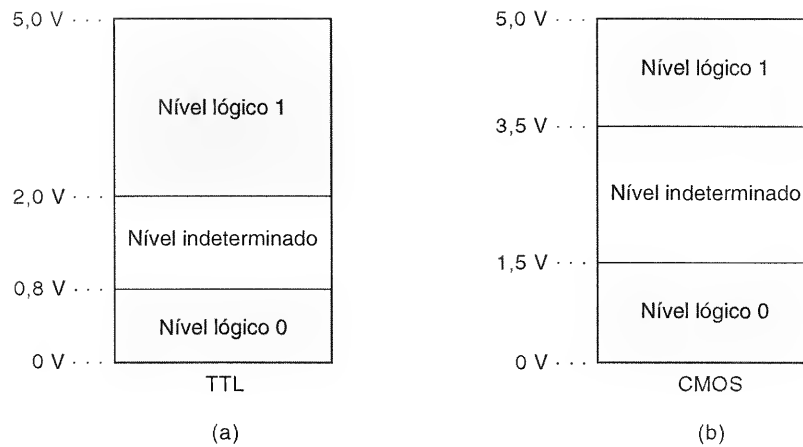 5,0 V
Nível lógico 1
2,0 V
Nível indeterminado
0,8 V
Nível lógico 0
0 V
TTL
(a)
5,0 V
Nível lógico 1
3,5 V
Nível indeterminado
1,5 V
Nível lógico 0
0 V
CMOS
(b)